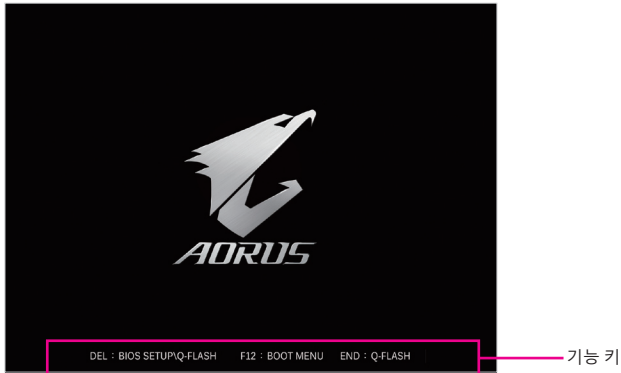 AORUS
DEL : BIOS SETUP\Q-FLASH F12 : BOOT MENU END : Q-FLASH
기능 키